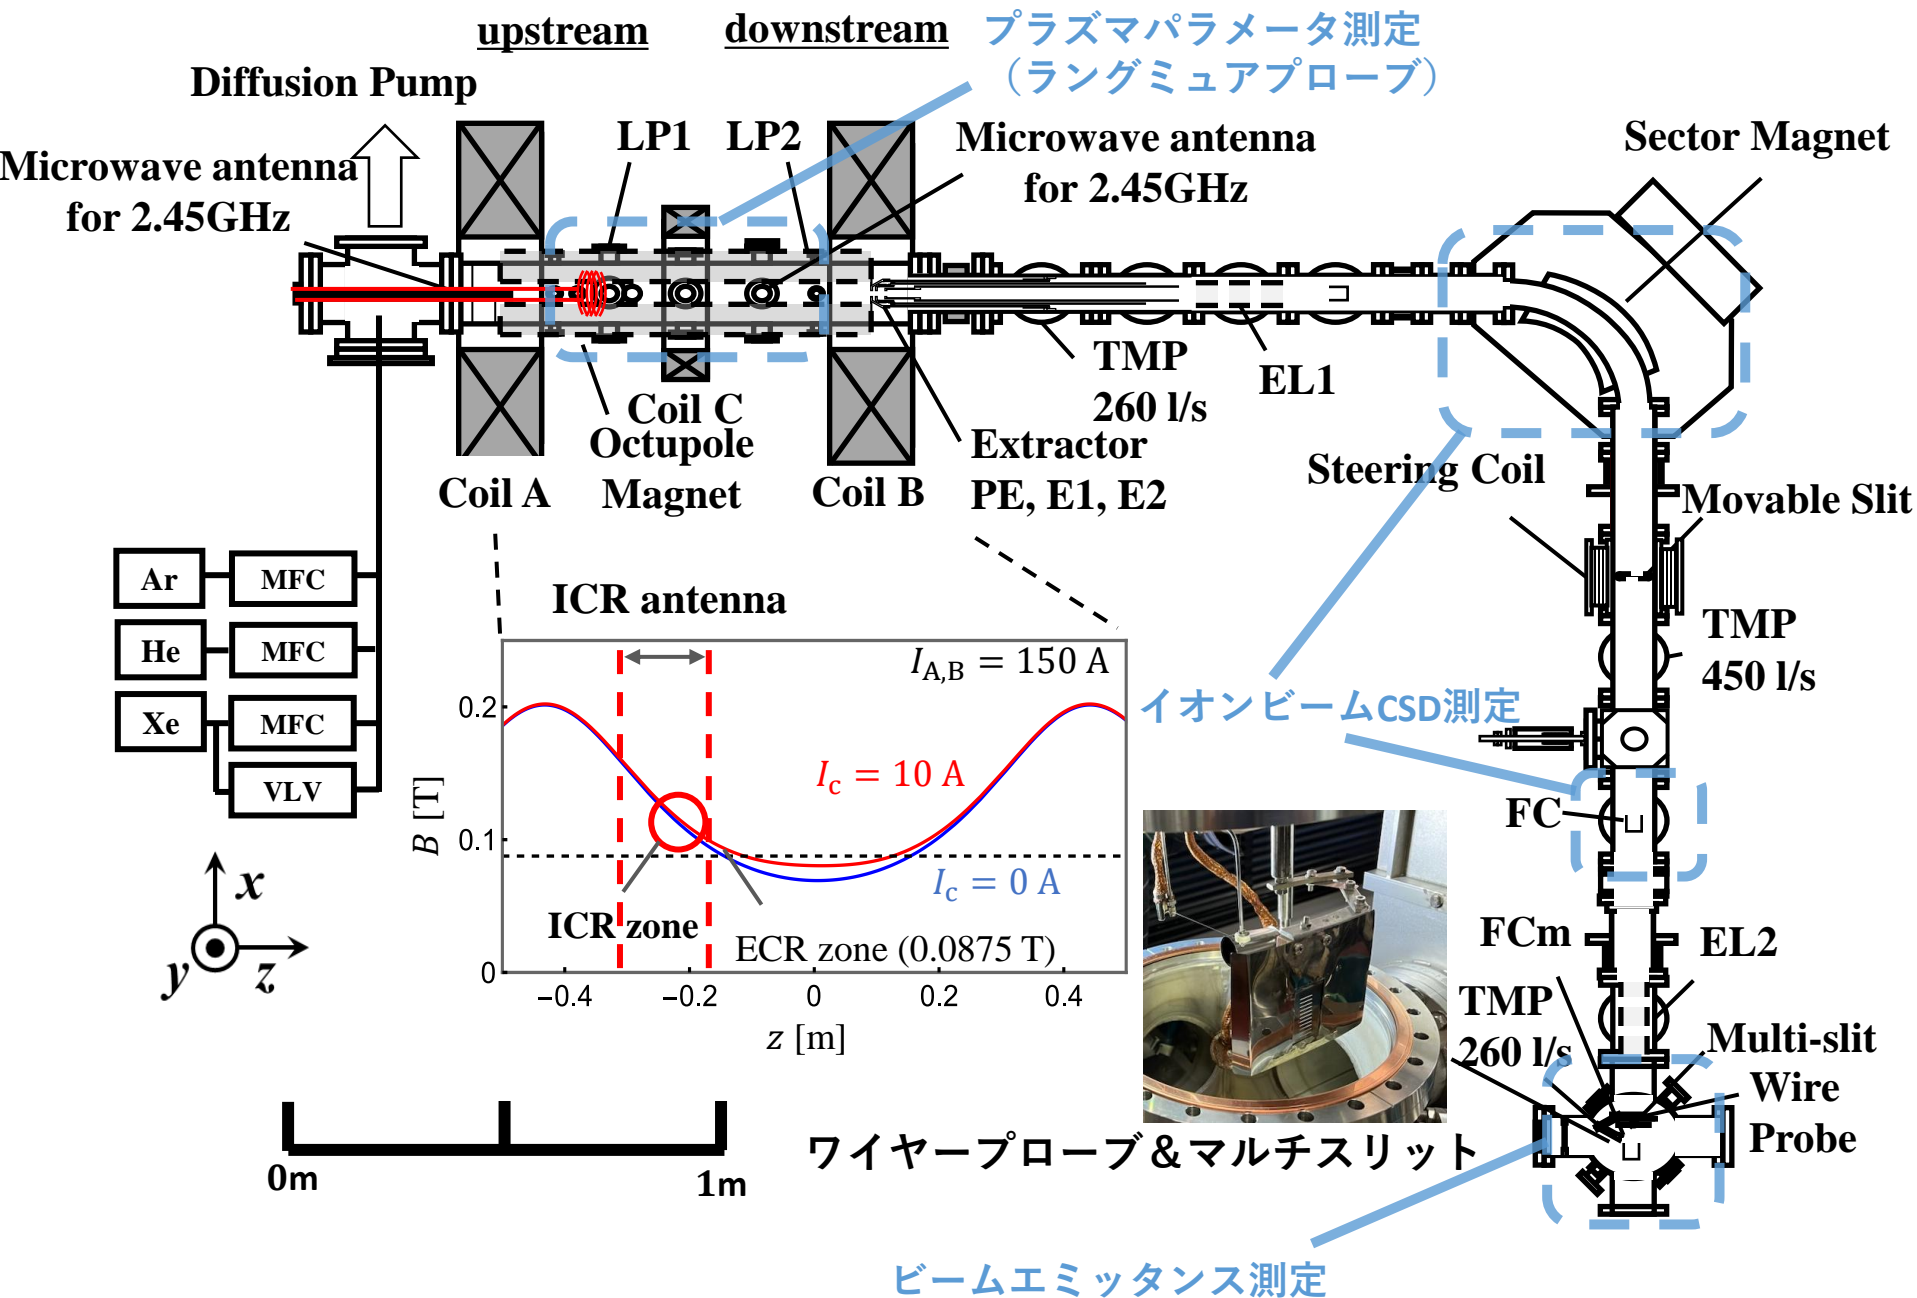 upstream
downstream
プラズマパラメータ測定
（ラングミュアプローブ）
Diffusion Pump
LP1
LP2
Microwave antenna
for 2.45GHz
Microwave antenna
for 2.45GHz
Sector Magnet
TMP
260 l/s
EL1
Coil C
Octupole
Magnet
Coil A
Coil B
Extractor
PE, E1, E2
Steering Coil
Movable Slit
Ar
MFC
He
MFC
Xe
MFC
VLV
ICR antenna
I_A,B = 150 A
0.2
0.1
0
B [T]
I_c = 10 A
I_c = 0 A
ICR zone
ECR zone (0.0875 T)
−0.4
−0.2
0
0.2
0.4
z [m]
TMP
450 l/s
イオンビームCSD測定
FC
FCm
EL2
TMP
260 l/s
Multi-slit
Wire
Probe
x
y
z
0m
1m
ワイヤープローブ＆マルチスリット
ビームエミッタンス測定